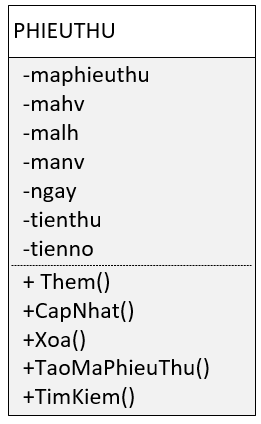 PHIEUTHU
-maphieuthu
-mahv
-malh
-manv
-ngay
-tienthu
-tienno
+ Them()
+CapNhat()
+Xoa()
+TaoMaPhieuThu()
+TimKiem()